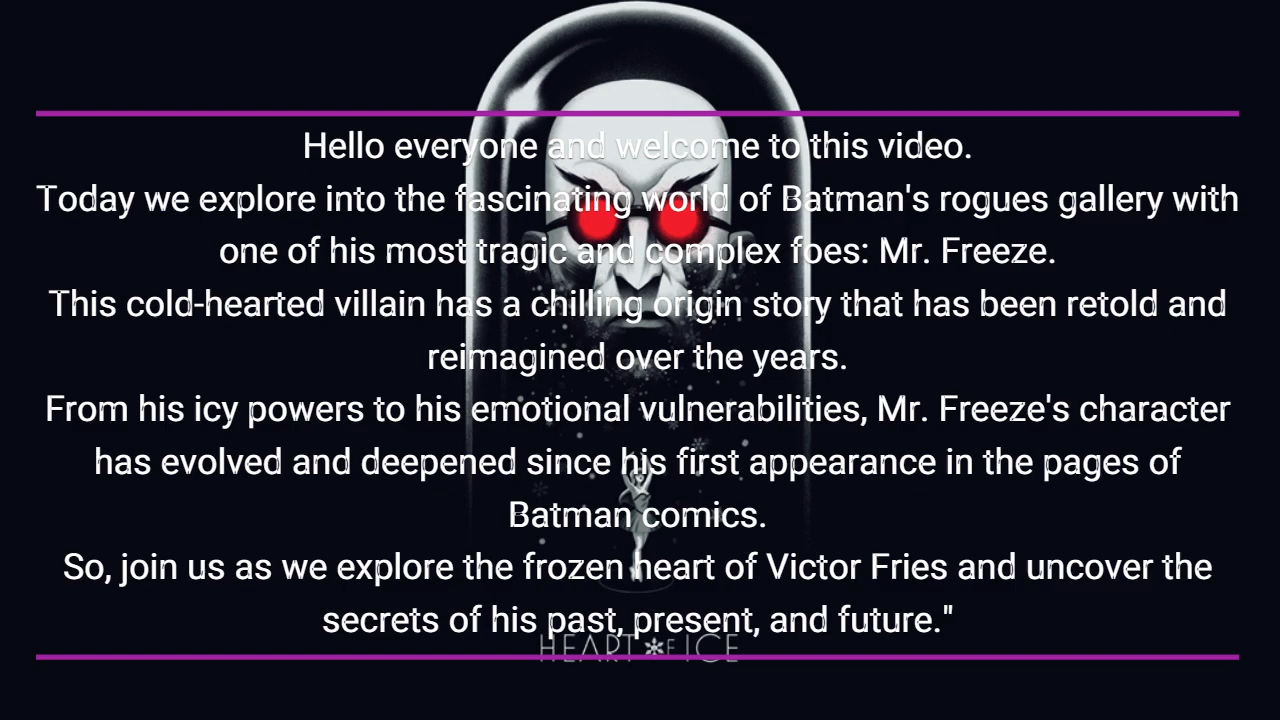 Hello everyone and welcome to this video.
Today we explore into the fascinating world of Batman's rogues gallery with
one of his most tragic and complex foes: Mr. Freeze.
This cold-hearted villain has a chilling origin story that has been retold and
reimagined over the years.
From his icy powers to his emotional vulnerabilities, Mr. Freeze's character
has evolved and deepened since his first appearance in the pages of
Batman comics.
So, join us as we explore the frozen heart of Victor Fries and uncover the
secrets of his past, present, and future."
HEART OF ICE